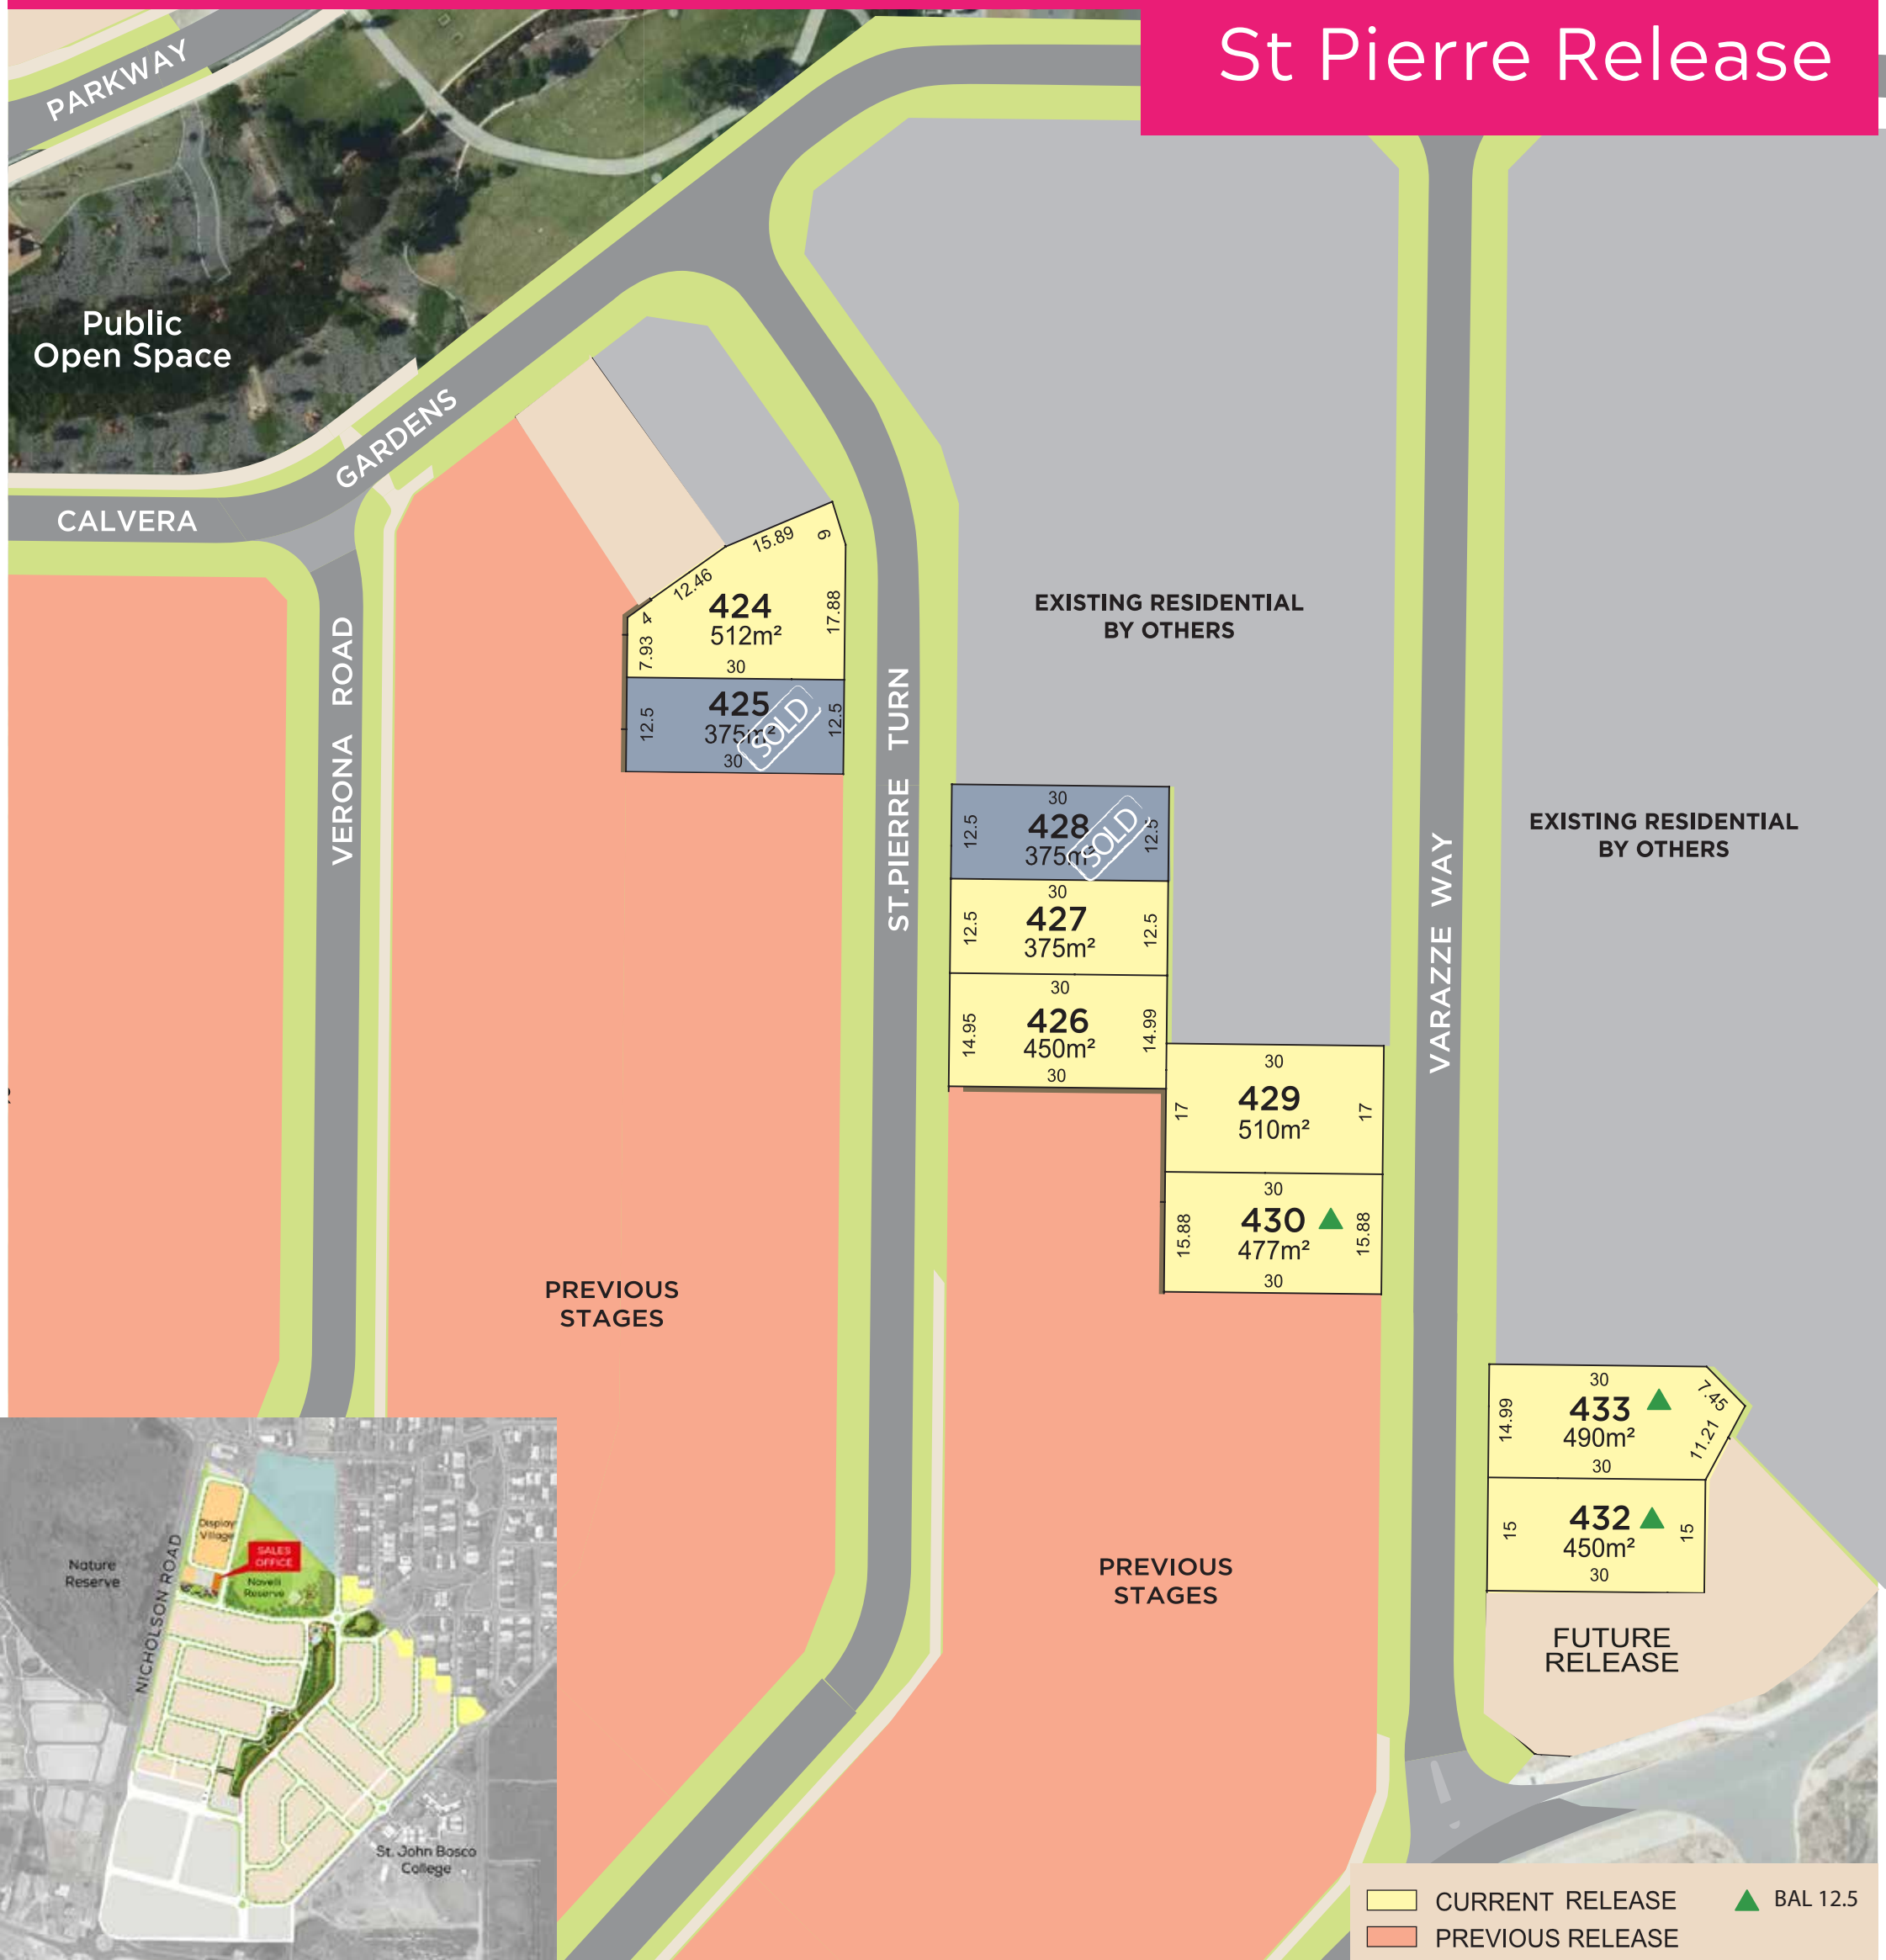 St Pierre Release
PARKWAY
Public
Open Space
GARDENS
CALVERA
VERONA ROAD
ST.PIERRE TURN
VARAZZE WAY
15.89
6
12.46
4
7.93
17.88
424
512m²
30
425
375m²
12.5
12.5
30
SOLD
EXISTING RESIDENTIAL
BY OTHERS
EXISTING RESIDENTIAL
BY OTHERS
30
428
375m²
12.5
12.5
SOLD
30
427
375m²
12.5
12.5
30
426
450m²
14.95
14.99
30
30
429
510m²
17
17
30
430
477m²
15.88
15.88
30
PREVIOUS
STAGES
PREVIOUS
STAGES
30
433
490m²
14.99
7.45
11.21
30
432
450m²
15
15
30
FUTURE
RELEASE
Display
Village
SALES
OFFICE
Nature
Reserve
Novelli
Reserve
NICHOLSON ROAD
St. John Bosco
College
CURRENT RELEASE
BAL 12.5
PREVIOUS RELEASE